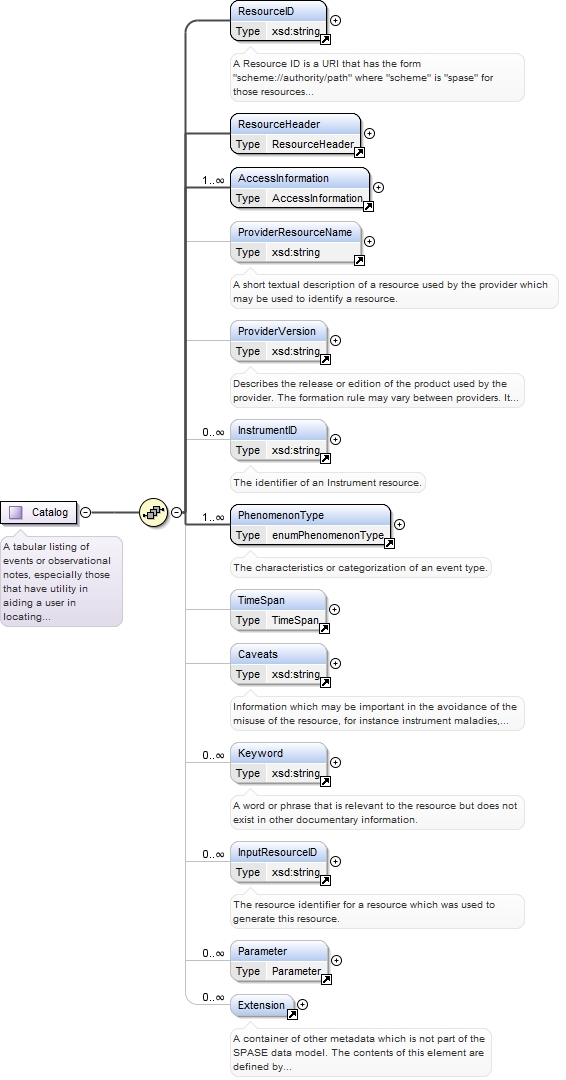 ResourceID
Type xsd:string
A Resource ID is a URI that has the form
"scheme://authority/path" where "scheme" is "spase" for
those resources...
ResourceHeader
Type ResourceHeader
1..∞
AccessInformation
Type AccessInformation
ProviderResourceName
Type xsd:string
A short textual description of a resource used by the provider which
may be used to identify a resource.
ProviderVersion
Type xsd:string
Describes the release or edition of the product used by the
provider. The formation rule may vary between providers. It...
0..∞
InstrumentID
Type xsd:string
The identifier of an Instrument resource.
Catalog
A tabular listing of
events or observational
notes, especially those
that have utility in
aiding a user in
locating...
1..∞
PhenomenonType
Type enumPhenomenonType
The characteristics or categorization of an event type.
TimeSpan
Type TimeSpan
Caveats
Type xsd:string
Information which may be important in the avoidance of the
misuse of the resource, for instance instrument maladies,...
0..∞
Keyword
Type xsd:string
A word or phrase that is relevant to the resource but does not
exist in other documentary information.
0..∞
InputResourceID
Type xsd:string
The resource identifier for a resource which was used to
generate this resource.
0..∞
Parameter
Type Parameter
0..∞
Extension
A container of other metadata which is not part of the
SPASE data model. The contents of this element are
defined by...